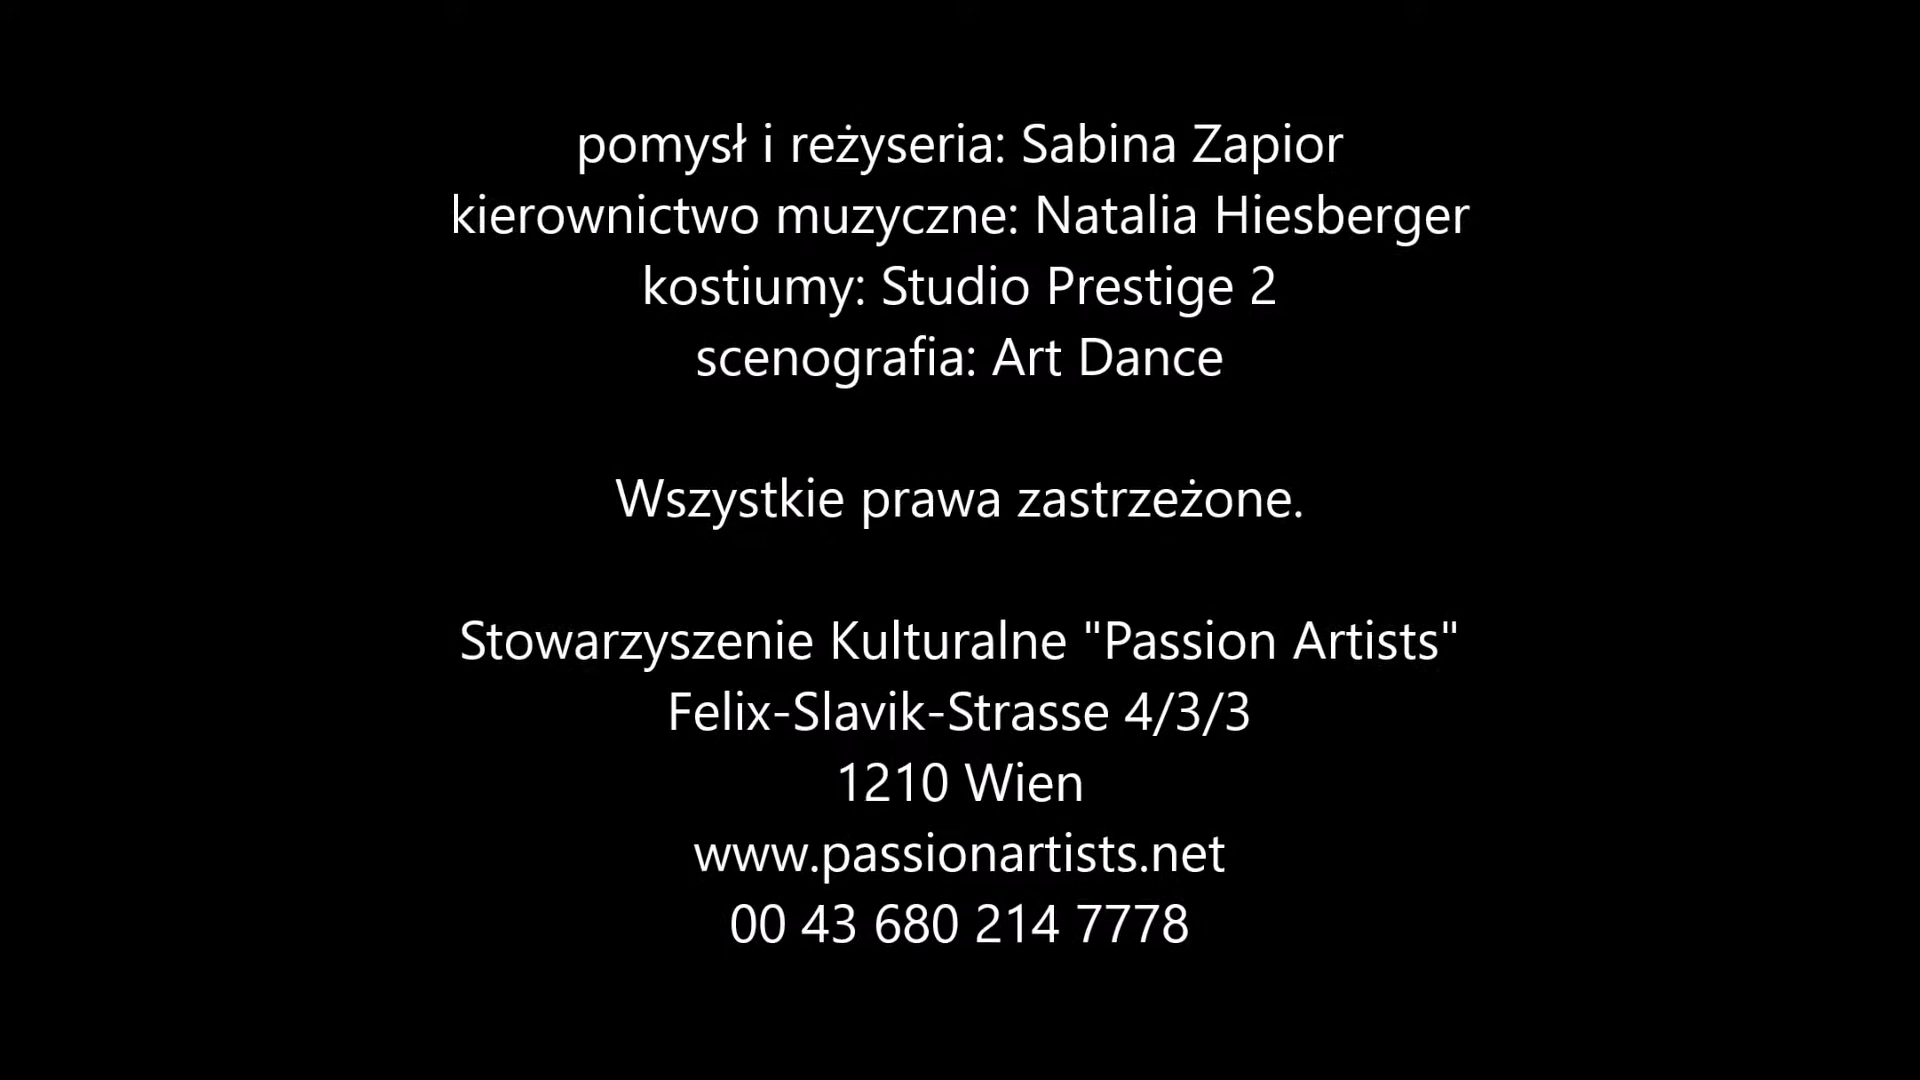 pomysł i reżyseria: Sabina Zapior
kierownictwo muzyczne: Natalia Hiesberger
kostiumy: Studio Prestige 2
scenografia: Art Dance
Wszystkie prawa zastrzeżone.
Stowarzyszenie Kulturalne "Passion Artists"
Felix-Slavik-Strasse 4/3/3
1210 Wien
www.passionartists.net
00 43 680 214 7778